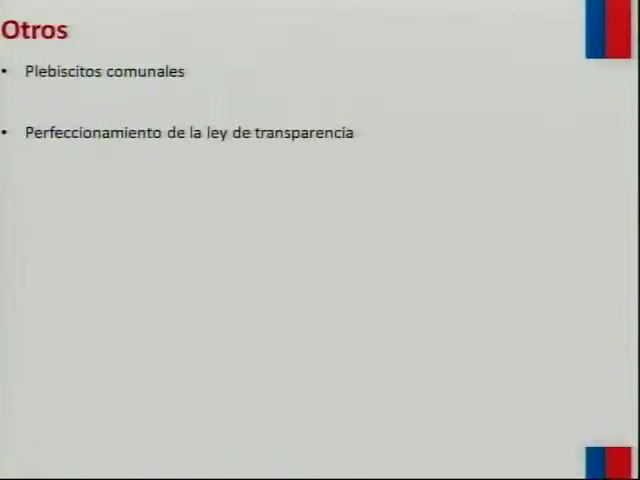 Otros
• Plebiscitos comunales
• Perfeccionamiento de la ley de transparencia